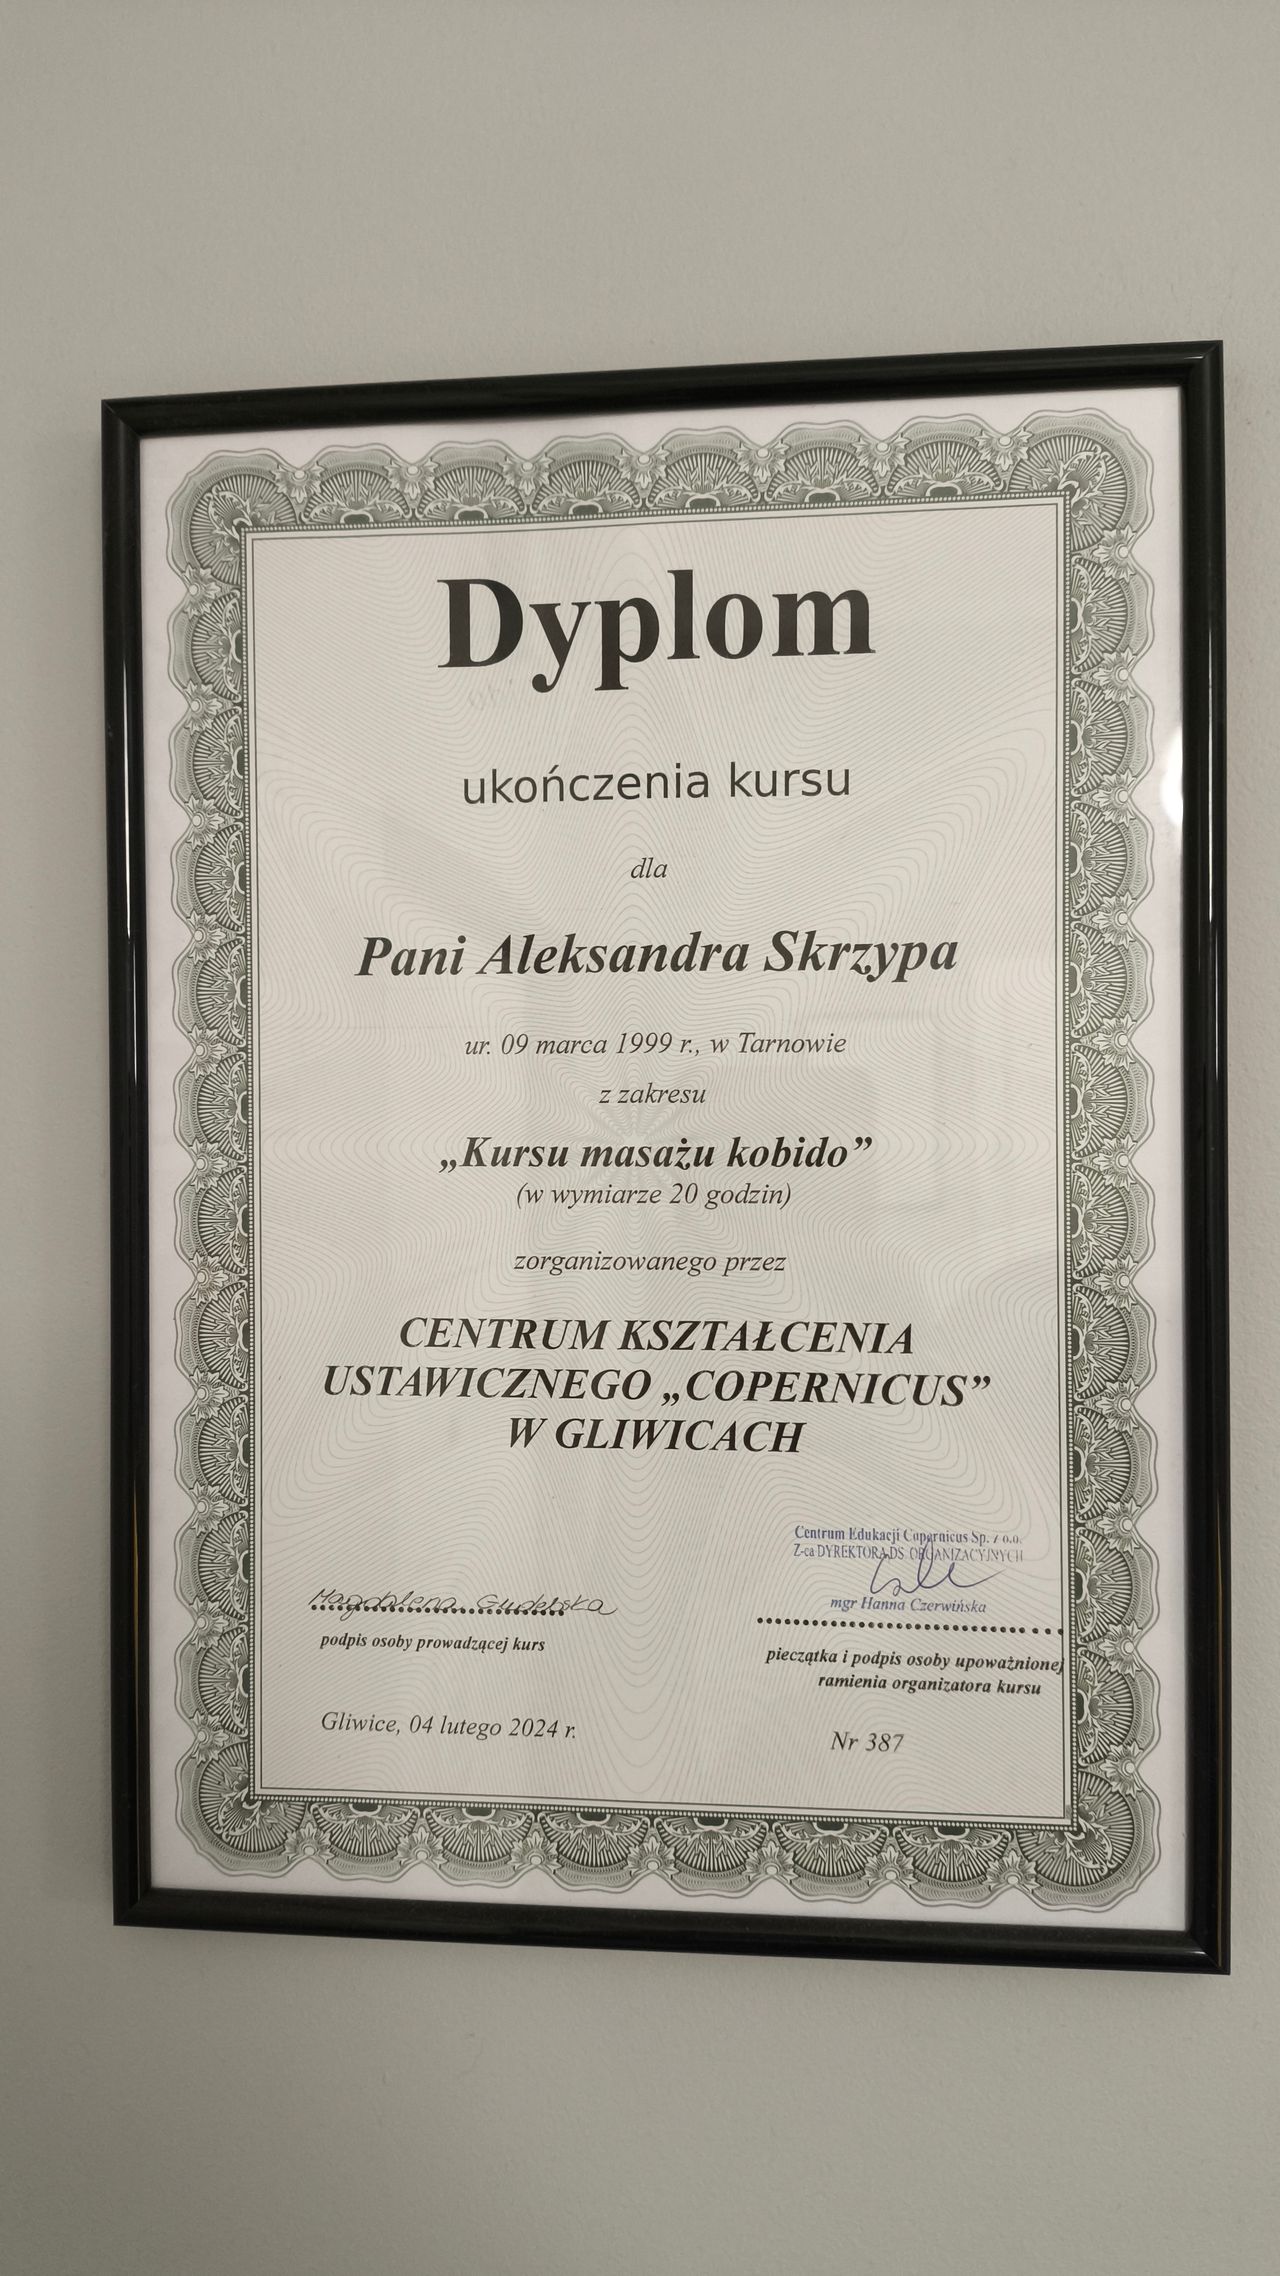 Dyplom
ukończenia kursu
dla
Pani Aleksandra Skrzypa
ur. 09 marca 1999 r., w Tarnowie
z zakresu
„Kursu masażu kobido”
(w wymiarze 20 godzin)
zorganizowanego przez
CENTRUM KSZTAŁCENIA
USTAWICZNEGO „COPERNICUS”
W GLIWICACH
Centrum Edukacji Copernicus Sp. z o.o.
Z-ca DYREKTORA DS. ORGANIZACYJNYCH
mgr Hanna Czerwińska
Magdalena
podpis osoby prowadzącej kurs
pieczątka i podpis osoby upoważnionej
ramienia organizatora kursu
Gliwice, 04 lutego 2024 r.
Nr 387